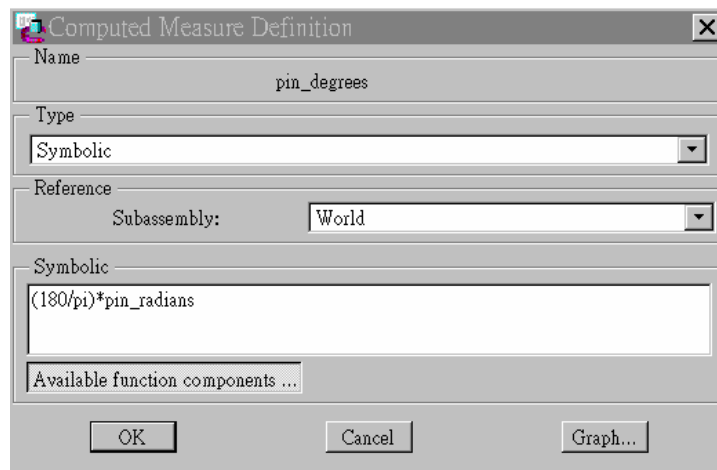 Computed Measure Definition
Name
pin_degrees
Type
Symbolic
Reference
Subassembly: World
Symbolic
(180/pi)*pin_radians
Available function components ...
OK Cancel Graph...